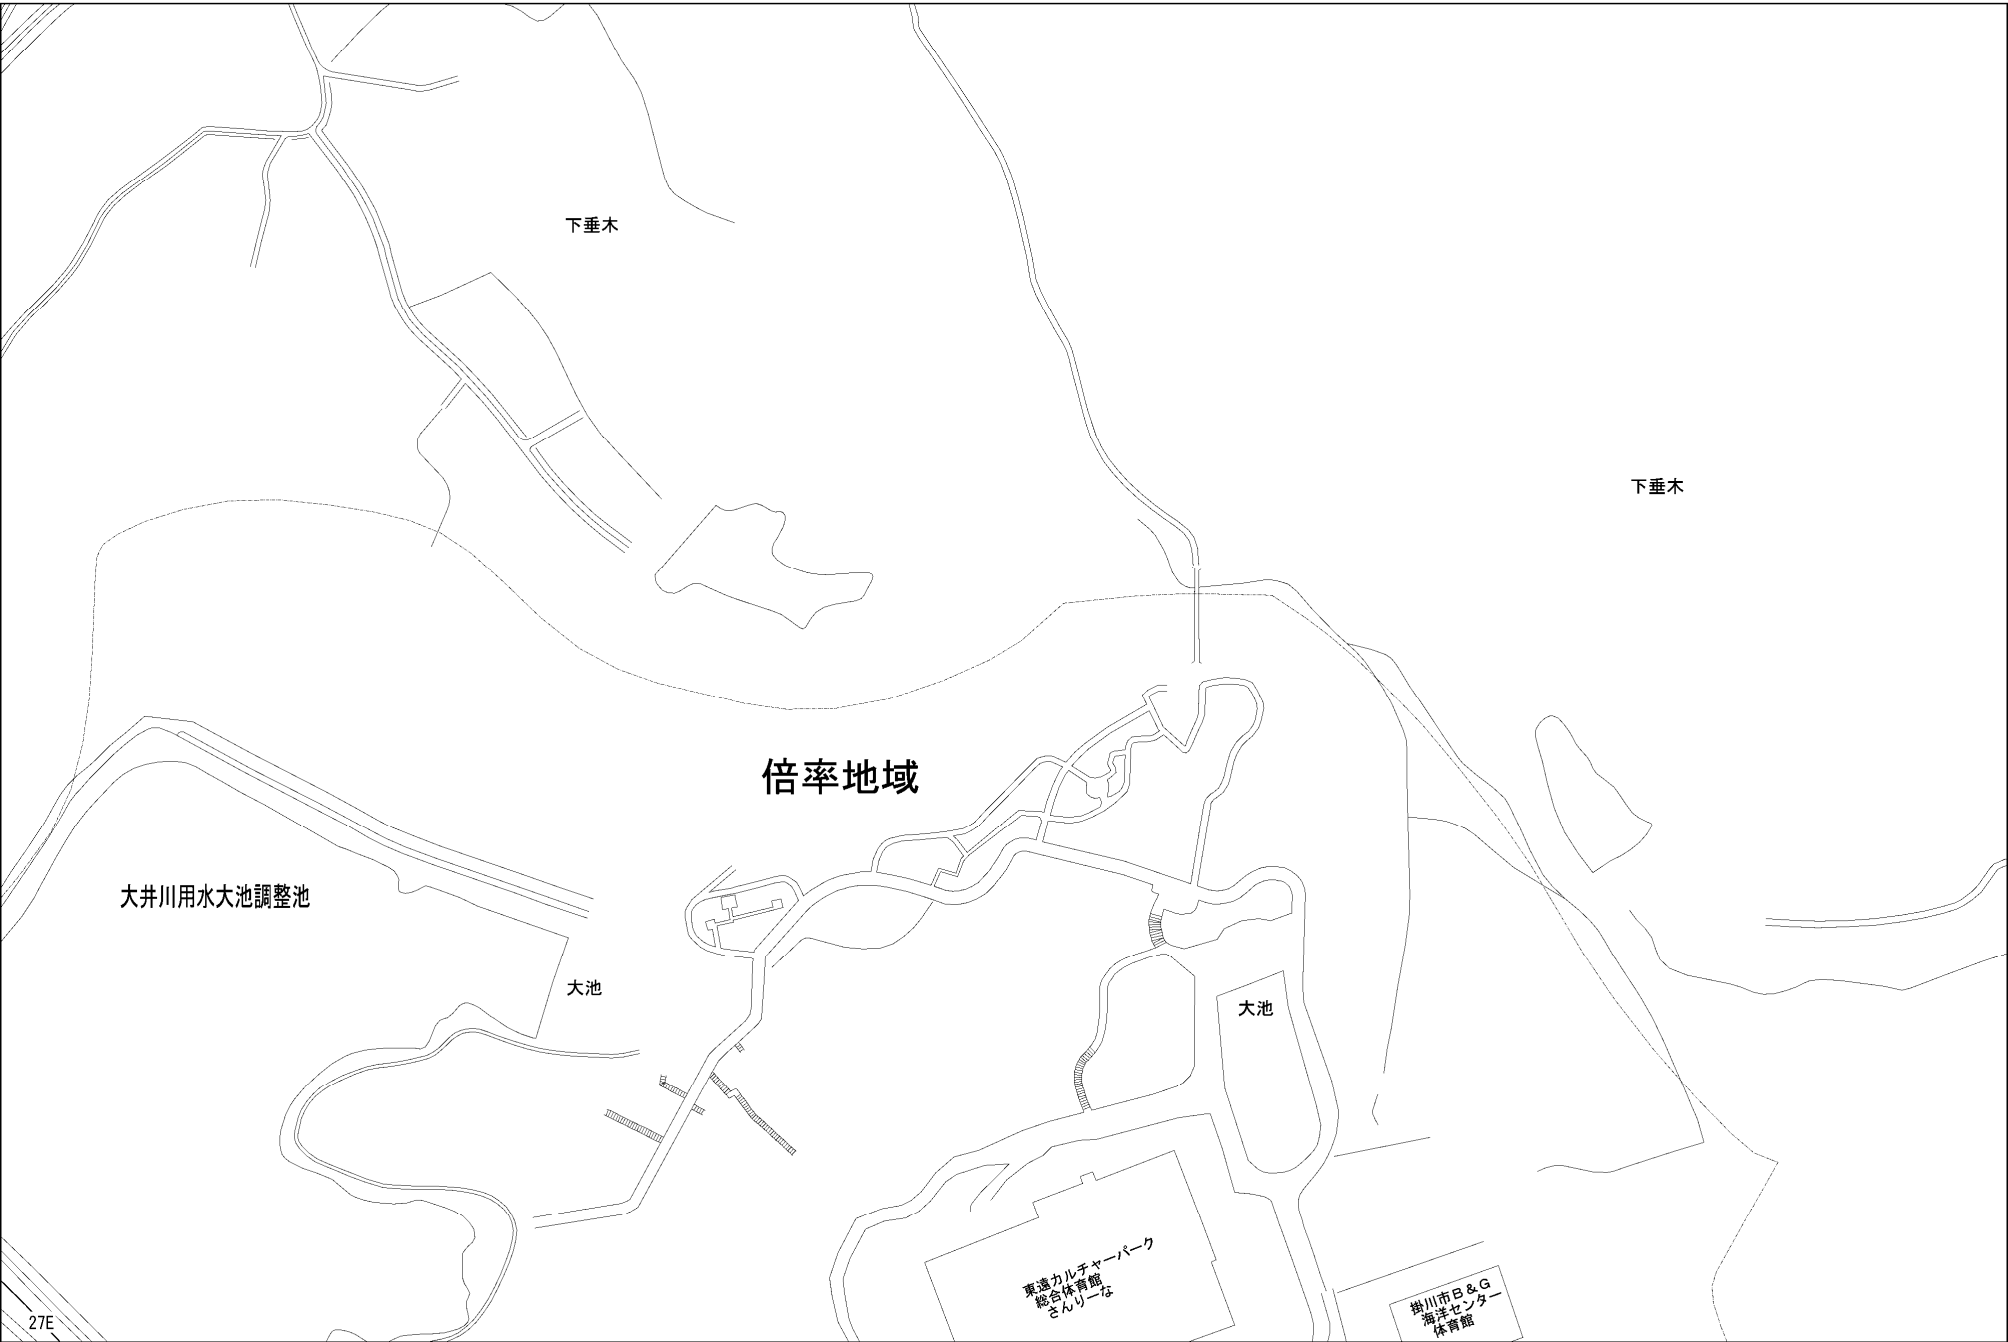 下垂木
下垂木
倍率地域
大井川用水大池調整池
大池
大池
東遠カルチャーパーク
総合体育館
さんりーな
掛川市B&G
海洋センター
体育館
27E